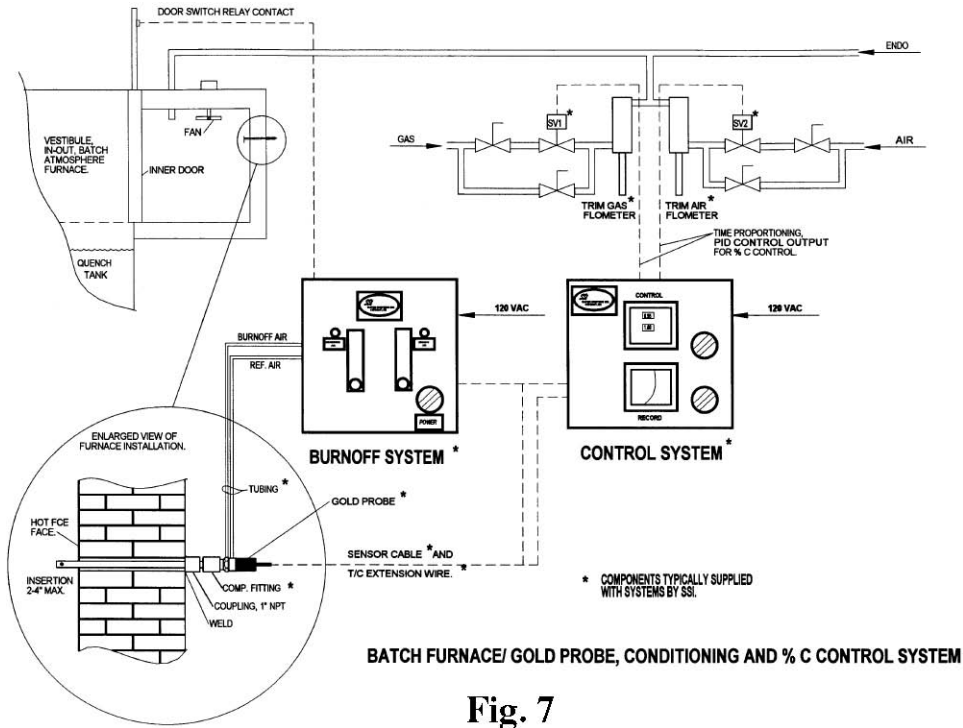 DOOR SWITCH RELAY CONTACT
ENDO
VESTIBULE,
IN-OUT, BATCH
ATMOSPHERE
FURNACE.
FAN
INNER DOOR
QUENCH
TANK
GAS
SV1 *
SV2 *
AIR
TRIM GAS *
FLOMETER
TRIM AIR *
FLOMETER
TIME PROPORTIONING,
PID CONTROL OUTPUT
FOR % C CONTROL.
BURNOFF AIR
REF. AIR
SSI
POWER
120 VAC
BURNOFF SYSTEM *
SSI
CONTROL
RECORD
120 VAC
CONTROL SYSTEM *
ENLARGED VIEW OF
FURNACE INSTALLATION.
TUBING *
GOLD PROBE *
HOT FCE
FACE.
INSERTION
2-4" MAX.
COMP. FITTING *
COUPLING, 1" NPT
WELD
SENSOR CABLE * AND
T/C EXTENSION WIRE. *
* COMPONENTS TYPICALLY SUPPLIED
WITH SYSTEMS BY SSI.
BATCH FURNACE/ GOLD PROBE, CONDITIONING AND % C CONTROL SYSTEM
Fig. 7